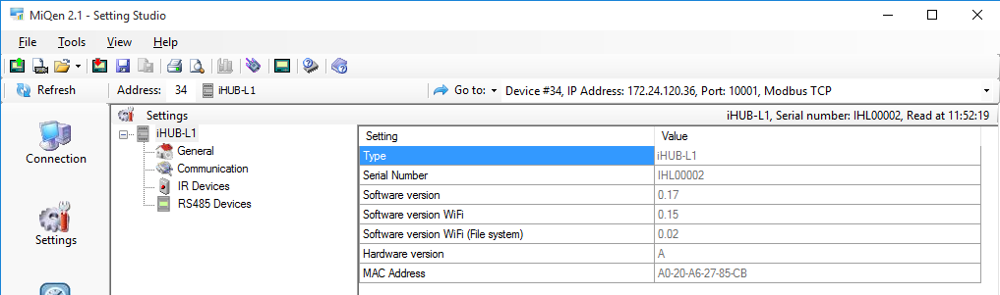 MiQen 2.1 - Setting Studio
File Tools View Help
Refresh Address: 34 iHUB-L1 Go to: Device #34, IP Address: 172.24.120.36, Port: 10001, Modbus TCP
Settings iHUB-L1, Serial number: IHL00002, Read at 11:52:19
Connection
Settings
iHUB-L1
General
Communication
IR Devices
RS485 Devices
Setting Value
Type iHUB-L1
Serial Number IHL00002
Software version 0.17
Software version WiFi 0.15
Software version WiFi (File system) 0.02
Hardware version A
MAC Address A0-20-A6-27-85-CB